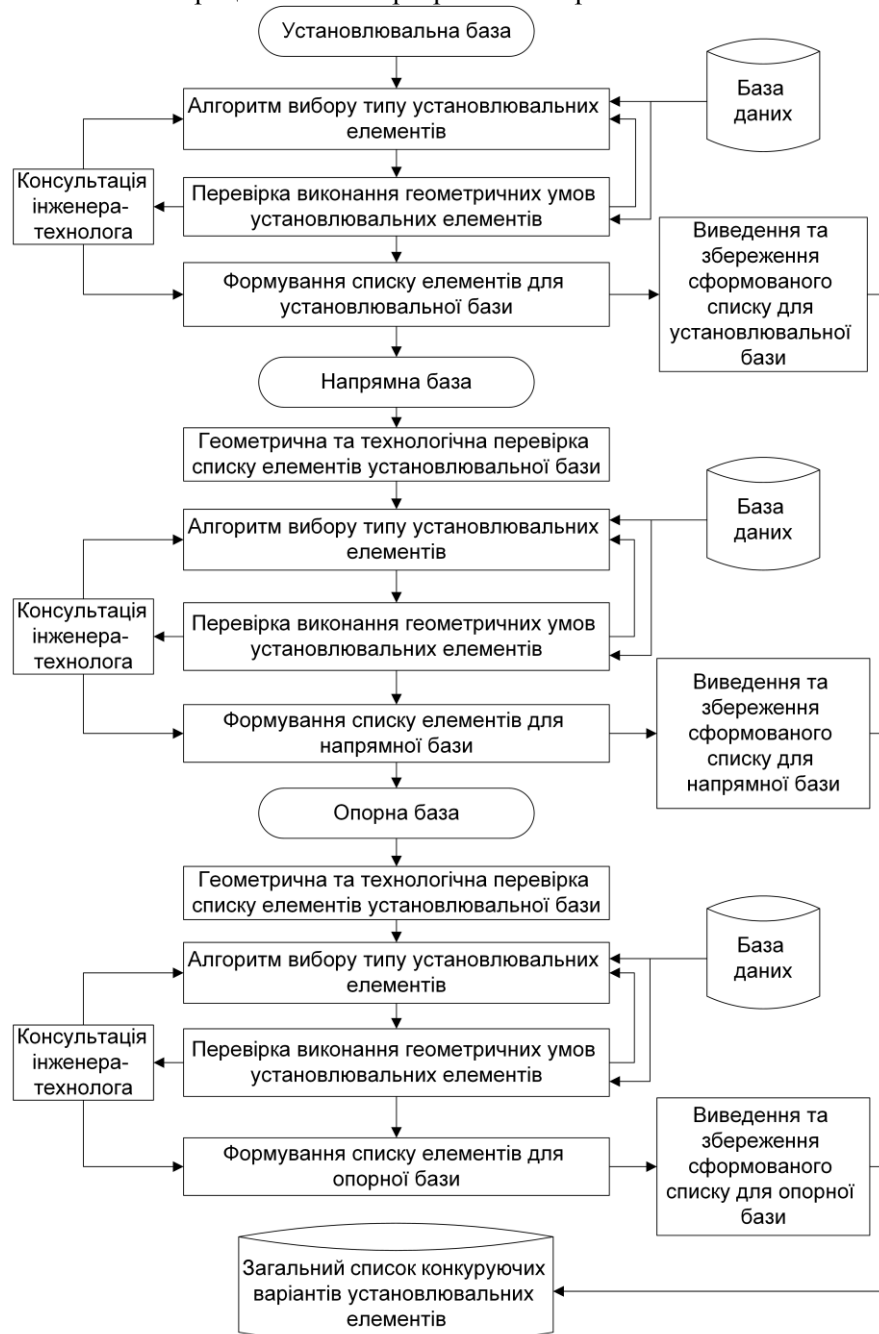 Установлювальна база
Алгоритм вибору типу установлювальних
елементів
База
даних
Консультація
інженера-
технолога
Перевірка виконання геометричних умов
установлювальних елементів
Формування списку елементів для
установлювальної бази
Виведення та
збереження
сформованого
списку для
установлювальної
бази
Напрямна база
Геометрична та технологічна перевірка
списку елементів установлювальної бази
Алгоритм вибору типу установлювальних
елементів
База
даних
Консультація
інженера-
технолога
Перевірка виконання геометричних умов
установлювальних елементів
Формування списку елементів для
напрямної бази
Виведення та
збереження
сформованого
списку для
напрямної бази
Опорна база
Геометрична та технологічна перевірка
списку елементів установлювальної бази
Алгоритм вибору типу установлювальних
елементів
База
даних
Консультація
інженера-
технолога
Перевірка виконання геометричних умов
установлювальних елементів
Формування списку елементів для
опорної бази
Виведення та
збереження
сформованого
списку для опорної
бази
Загальний список конкуруючих
варіантів установлювальних
елементів